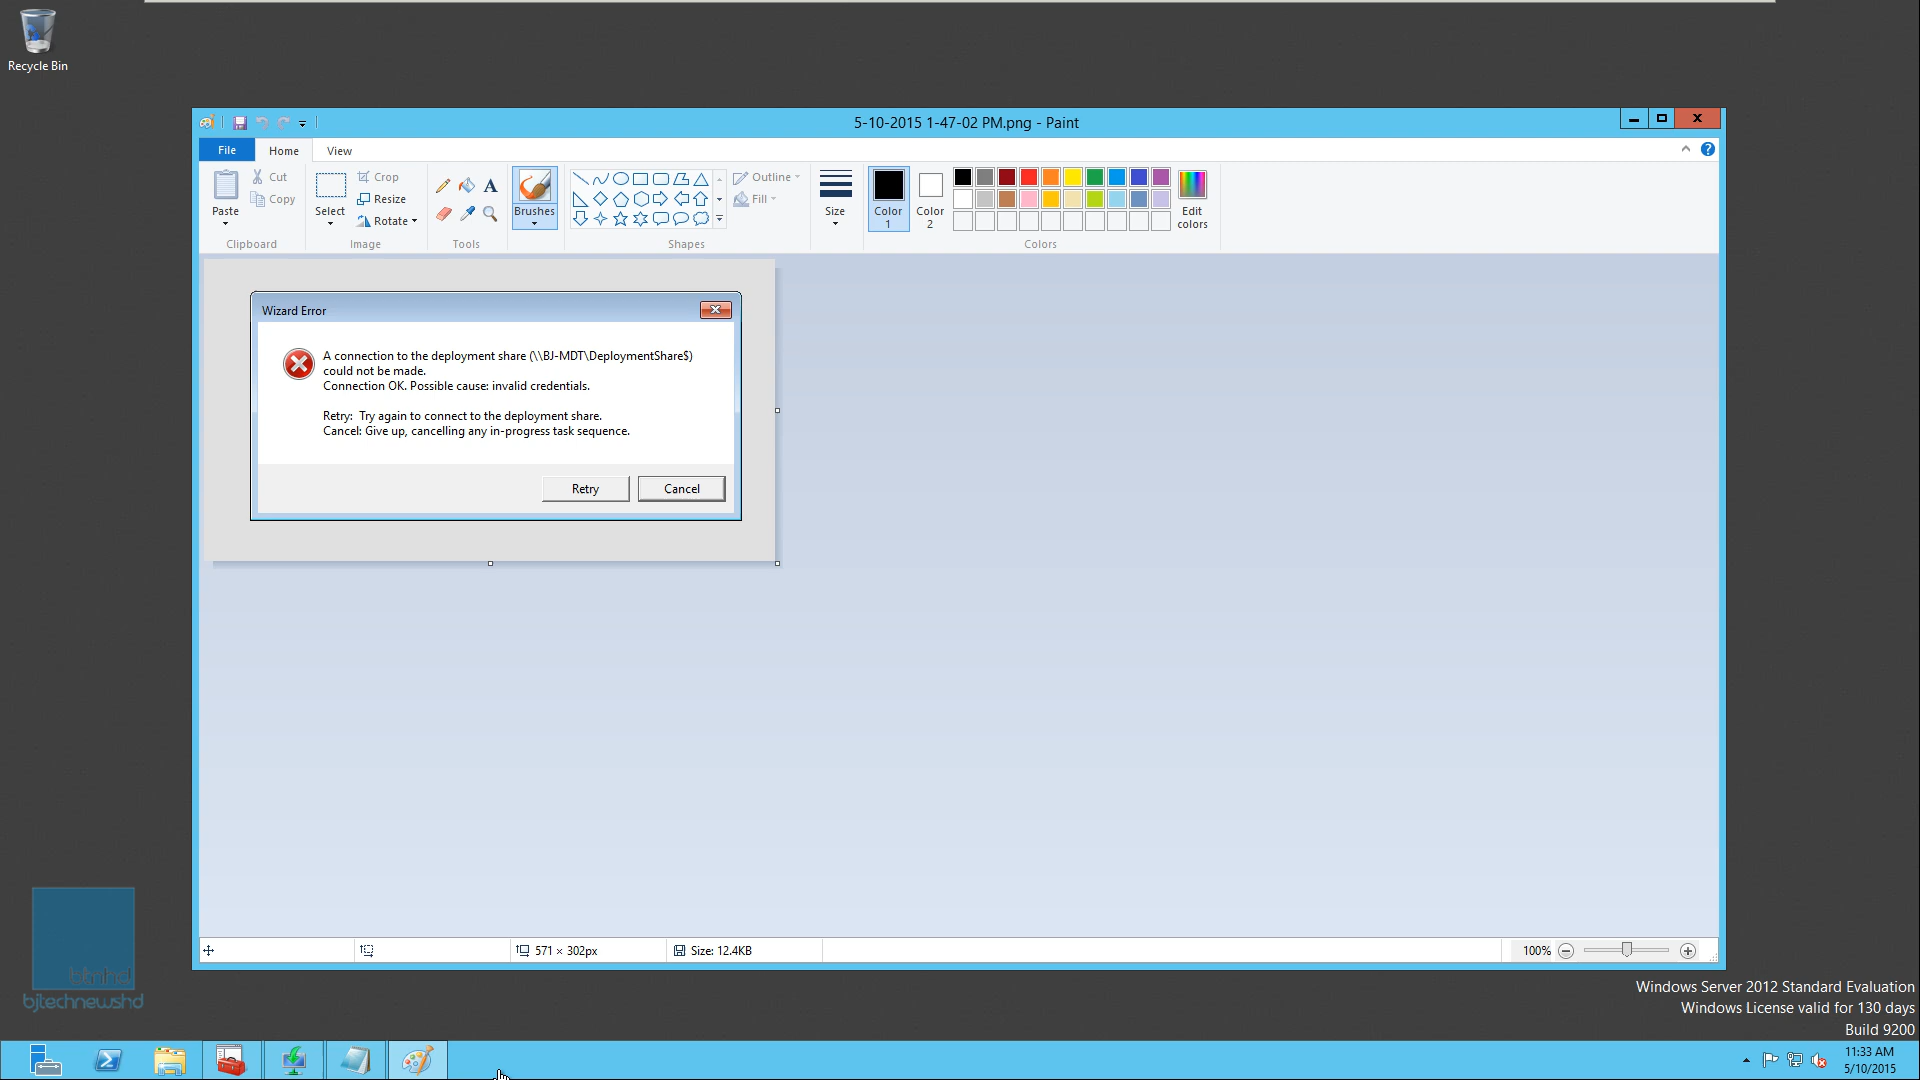 Recycle Bin
5-10-2015 1-47-02 PM.png - Paint
File
Home
View
Paste
Cut
Copy
Clipboard
Select
Crop
Resize
Rotate
Image
A
Tools
Brushes
Shapes
Outline
Fill
Size
Color
1
Color
2
Edit
colors
Colors
Wizard Error
A connection to the deployment share (\\BJ-MDT\DeploymentShare$)
could not be made.
Connection OK. Possible cause: invalid credentials.
Retry: Try again to connect to the deployment share.
Cancel: Give up, cancelling any in-progress task sequence.
Retry
Cancel
571 × 302px
Size: 12.4KB
100%
btnhd
bjtechnewshd
Windows Server 2012 Standard Evaluation
Windows License valid for 130 days
Build 9200
11:33 AM
5/10/2015